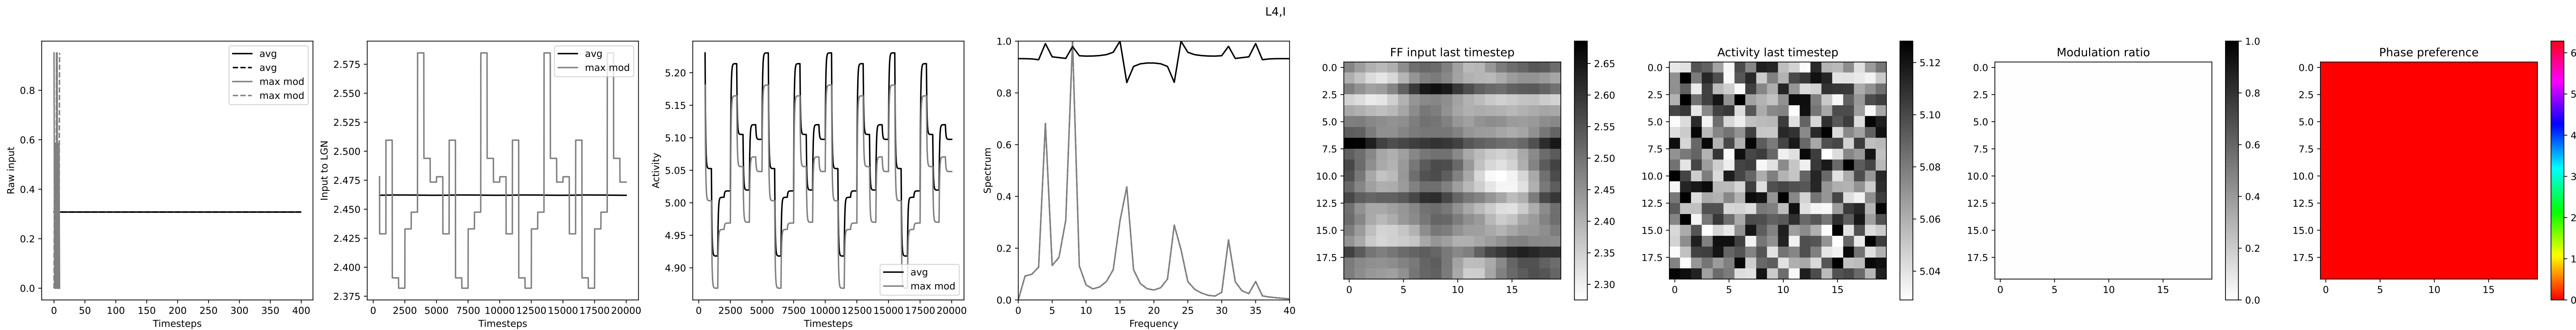 L4,I
Raw input
0.8
0.6
0.4
0.2
0.0
avg
avg
max mod
max mod
0 50 100 150 200 250 300 350 400
Timesteps
Input to LGN
2.575
2.550
2.525
2.500
2.475
2.450
2.425
2.400
2.375
avg
max mod
0 2500 5000 7500 10000 12500 15000 17500 20000
Timesteps
Activity
5.20
5.15
5.10
5.05
5.00
4.95
4.90
avg
max mod
0 2500 5000 7500 10000 12500 15000 17500 20000
Timesteps
Spectrum
1.0
0.8
0.6
0.4
0.2
0.0
0 5 10 15 20 25 30 35 40
Frequency
FF input last timestep
0.0
2.5
5.0
7.5
10.0
12.5
15.0
17.5
0 5 10 15
2.65
2.60
2.55
2.50
2.45
2.40
2.35
2.30
Activity last timestep
0.0
2.5
5.0
7.5
10.0
12.5
15.0
17.5
0 5 10 15
5.12
5.10
5.08
5.06
5.04
Modulation ratio
0.0
2.5
5.0
7.5
10.0
12.5
15.0
17.5
0 5 10 15
1.0
0.8
0.6
0.4
0.2
0.0
Phase preference
0.0
2.5
5.0
7.5
10.0
12.5
15.0
17.5
0 5 10 15
6
5
4
3
2
1
0